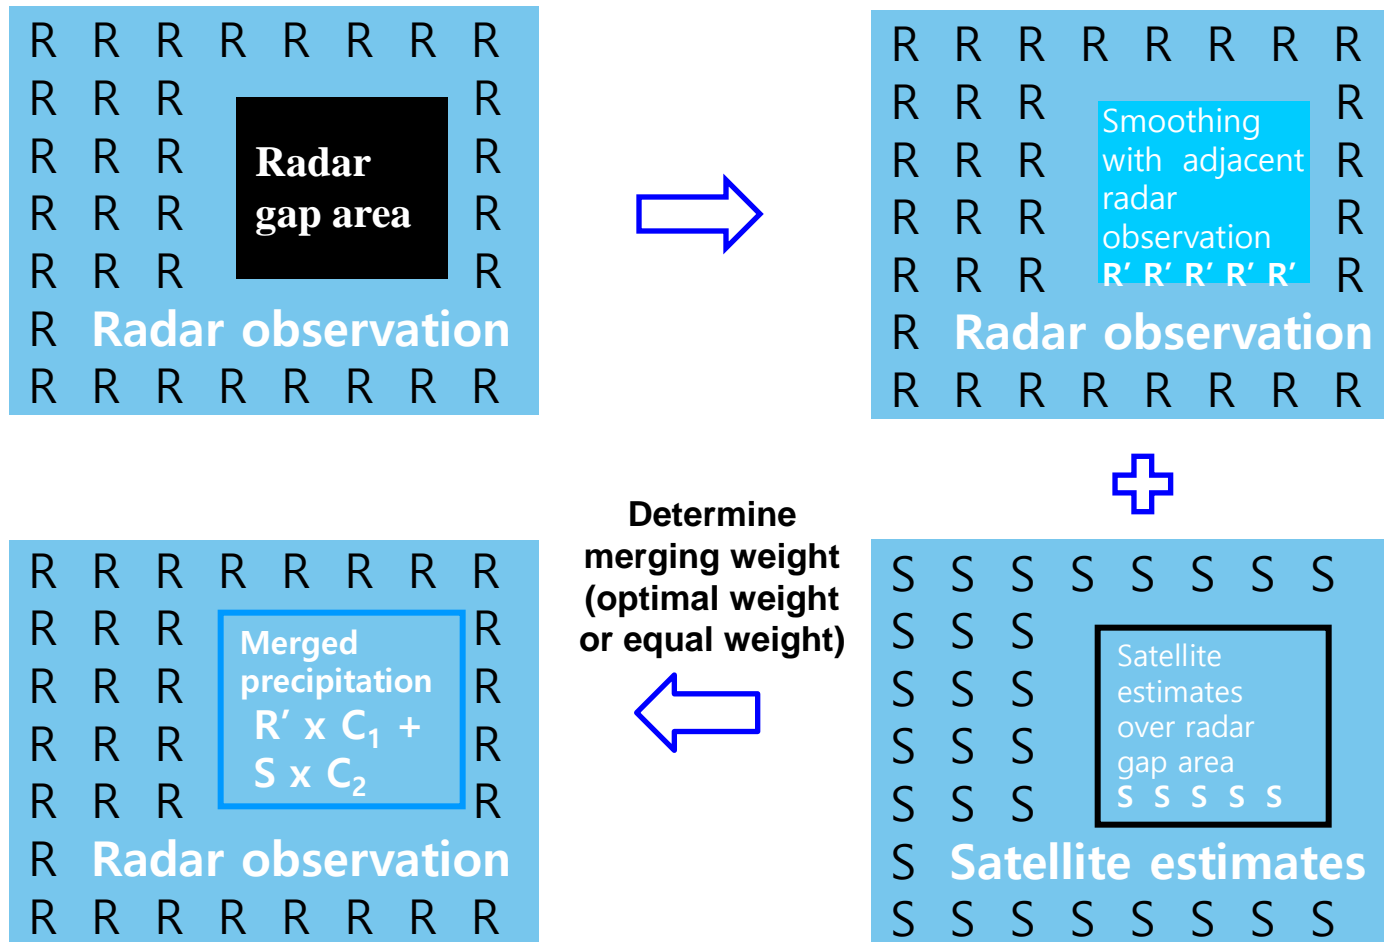 R R R R R R R R
R R R R
R R R R
R R R R
R R R R
Radar
gap area
R Radar observation
R R R R R R R R
R R R R R R R R
R R R R
R R R R
R R R R
R R R R
Smoothing
with adjacent
radar
observation
R’ R’ R’ R’ R’
R Radar observation
R R R R R R R R
Determine
merging weight
(optimal weight
or equal weight)
R R R R R R R R
R R R R
R R R R
R R R R
R R R R
Merged
precipitation
R’ x C₁ +
S x C₂
R Radar observation
R R R R R R R R
S S S S S S S S
S S S
S S S
S S S
S S S
Satellite
estimates
over radar
gap area
S S S S S
S Satellite estimates
S S S S S S S S